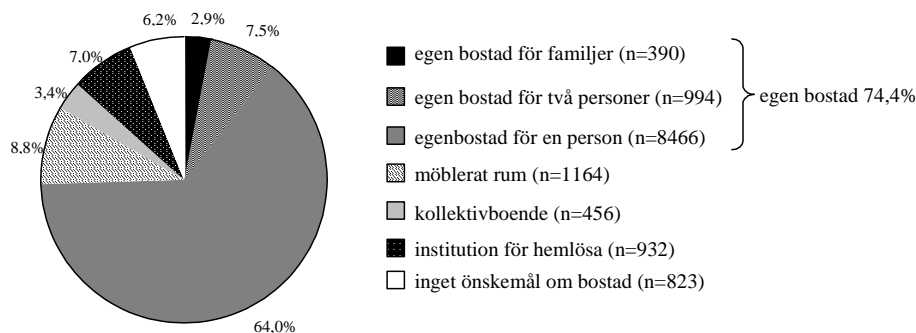 6,2%
2,9%
7,5%
7,0%
3,4%
8,8%
64,0%
egen bostad för familjer (n=390)
egen bostad för två personer (n=994)
egenbostad för en person (n=8466)
egen bostad 74,4%
möblerat rum (n=1164)
kollektivboende (n=456)
institution för hemlösa (n=932)
inget önskemål om bostad (n=823)